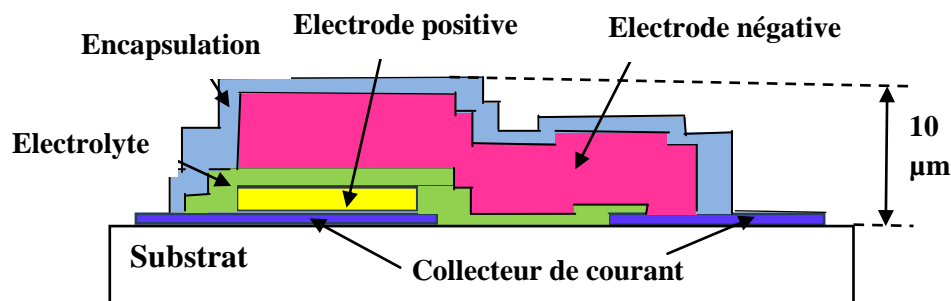 Encapsulation
Electrode positive
Electrode négative
Electrolyte
10
µm
Substrat
Collecteur de courant